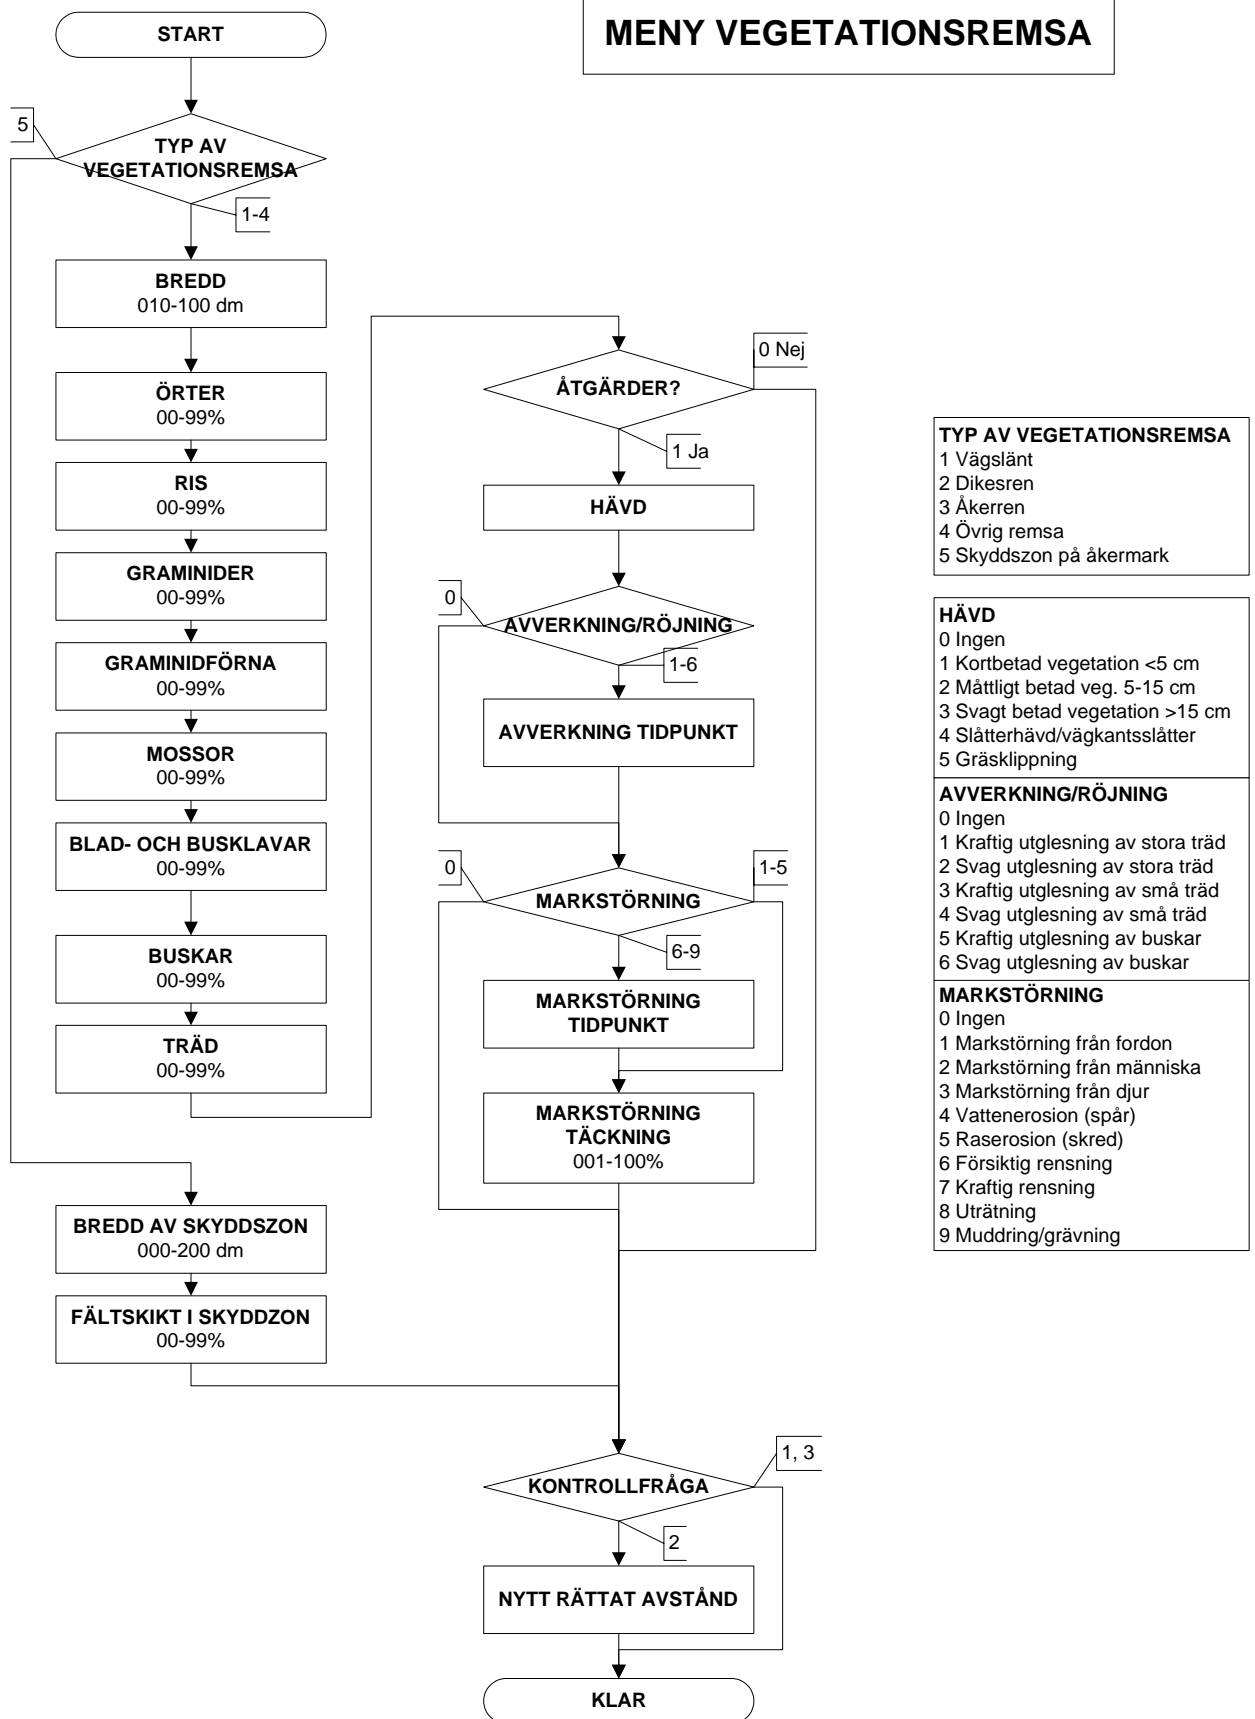 MENY VEGETATIONSREMSA
START
5
TYP AV
VEGETATIONSREMSA
1-4
BREDD
010-100 dm
ÖRTER
00-99%
RIS
00-99%
GRAMINIDER
00-99%
GRAMINIDFÖRNA
00-99%
MOSSOR
00-99%
BLAD- OCH BUSKLAVAR
00-99%
BUSKAR
00-99%
TRÄD
00-99%
BREDD AV SKYDDSZON
000-200 dm
FÄLTSKIKT I SKYDDZON
00-99%
0 Nej
ÅTGÄRDER?
1 Ja
HÄVD
0
AVVERKNING/RÖJNING
1-6
AVVERKNING TIDPUNKT
0
1-5
MARKSTÖRNING
6-9
MARKSTÖRNING
TIDPUNKT
MARKSTÖRNING
TÄCKNING
001-100%
1, 3
KONTROLLFRÅGA
2
NYTT RÄTTAT AVSTÅND
KLAR
TYP AV VEGETATIONSREMSA
1 Vägslänt
2 Dikesren
3 Åkerren
4 Övrig remsa
5 Skyddszon på åkermark
HÄVD
0 Ingen
1 Kortbetad vegetation <5 cm
2 Måttligt betad veg. 5-15 cm
3 Svagt betad vegetation >15 cm
4 Slåtterhävd/vägkantsslåtter
5 Gräsklippning
AVVERKNING/RÖJNING
0 Ingen
1 Kraftig utglesning av stora träd
2 Svag utglesning av stora träd
3 Kraftig utglesning av små träd
4 Svag utglesning av små träd
5 Kraftig utglesning av buskar
6 Svag utglesning av buskar
MARKSTÖRNING
0 Ingen
1 Markstörning från fordon
2 Markstörning från människa
3 Markstörning från djur
4 Vattenerosion (spår)
5 Raserosion (skred)
6 Försiktig rensning
7 Kraftig rensning
8 Uträtning
9 Muddring/grävning